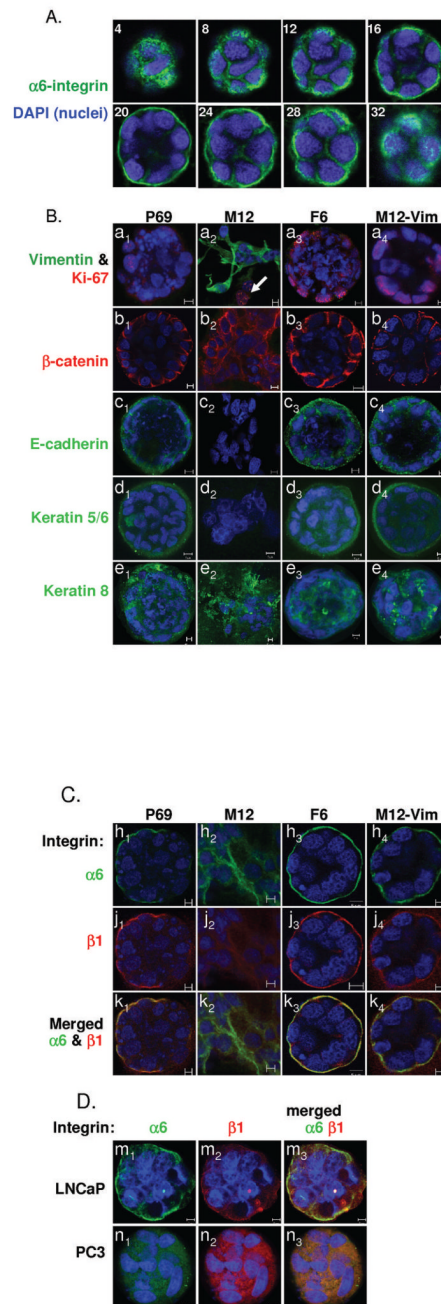 A.
4 8 12 16
α6-integrin
DAPI (nuclei)
20 24 28 32
B.
P69 M12 F6 M12-Vim
Vimentin &
Ki-67
a1 a2 a3 a4
β-catenin
b1 b2 b3 b4
E-cadherin
c1 c2 c3 c4
Keratin 5/6
d1 d2 d3 d4
Keratin 8
e1 e2 e3 e4
C.
P69 M12 F6 M12-Vim
Integrin:
α6
h1 h2 h3 h4
β1
j1 j2 j3 j4
Merged
α6 & β1
k1 k2 k3 k4
D.
merged
Integrin: α6 β1 α6 β1
LNCaP
m1 m2 m3
PC3
n1 n2 n3